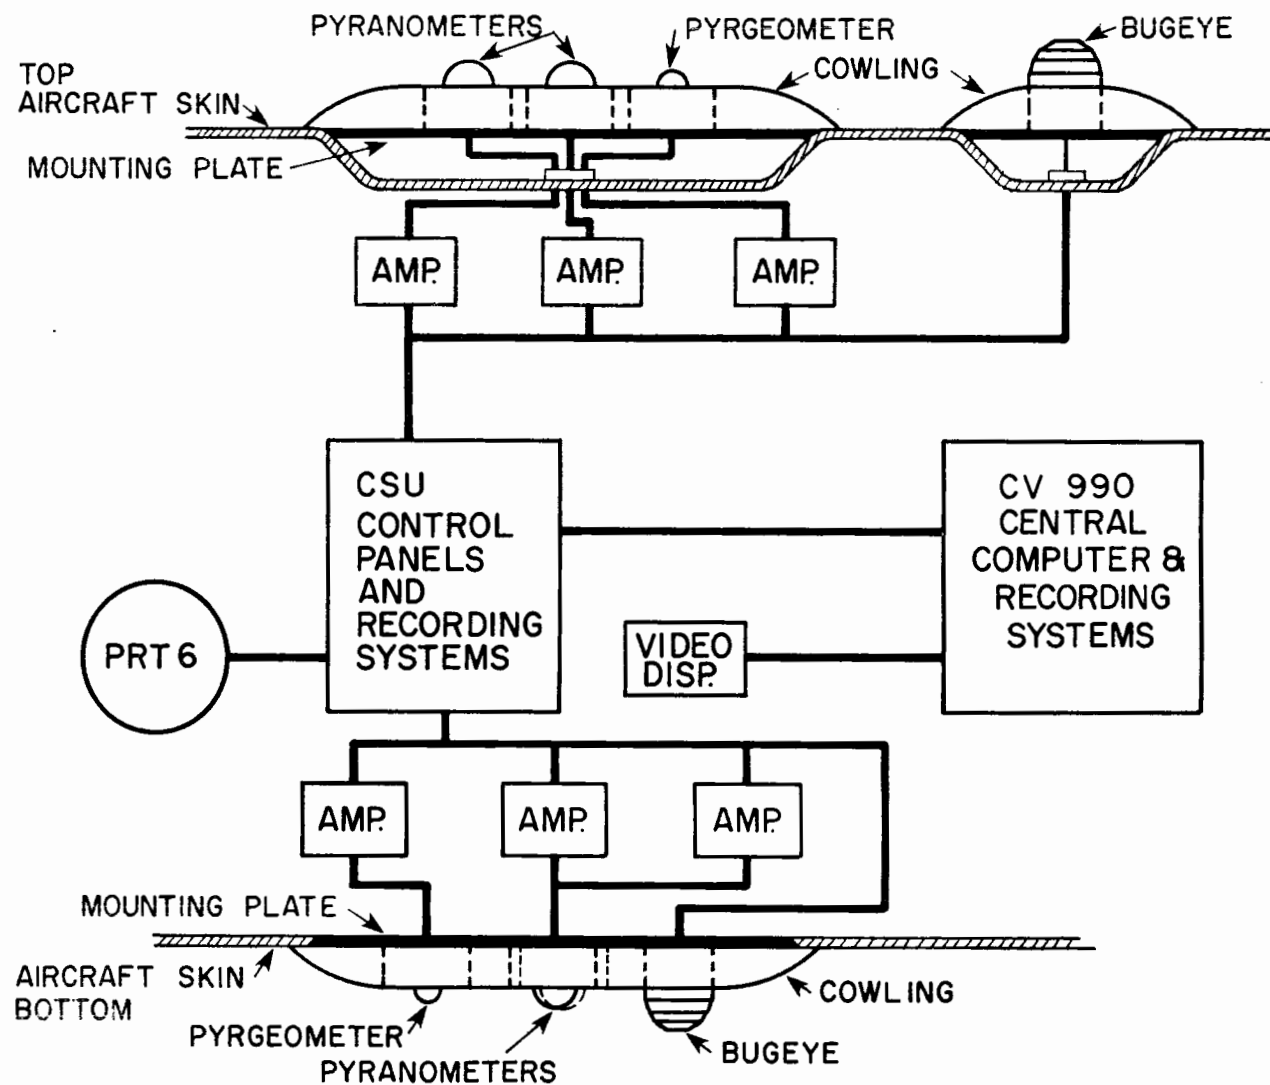 PYRANOMETERS
PYRGEOMETER
BUGEYE
TOP
AIRCRAFT SKIN
COWLING
MOUNTING PLATE
AMP.
AMP.
AMP.
CSU
CONTROL
PANELS
AND
RECORDING
SYSTEMS
CV 990
CENTRAL
COMPUTER &
RECORDING
SYSTEMS
PRT 6
VIDEO
DISP.
AMP.
AMP.
AMP.
MOUNTING PLATE
AIRCRAFT SKIN
BOTTOM
COWLING
PYRGEOMETER
PYRANOMETERS
BUGEYE